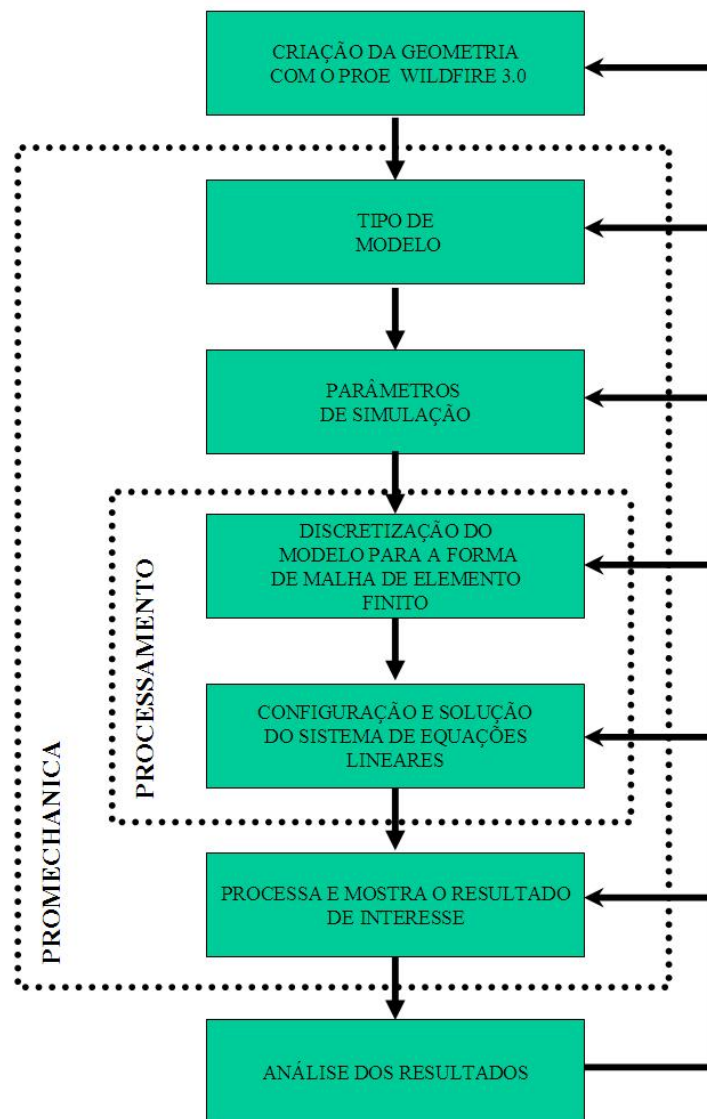 CRIAÇÃO DA GEOMETRIA
COM O PROE WILDFIRE 3.0
TIPO DE
MODELO
PARÂMETROS
DE SIMULAÇÃO
DISCRETIZAÇÃO DO
MODELO PARA A FORMA
DE MALHA DE ELEMENTO
FINITO
CONFIGURAÇÃO E SOLUÇÃO
DO SISTEMA DE EQUAÇÕES
LINEARES
PROCESSA E MOSTRA O RESULTADO
DE INTERESSE
ANÁLISE DOS RESULTADOS
PROCESSAMENTO
PROMECHANICA